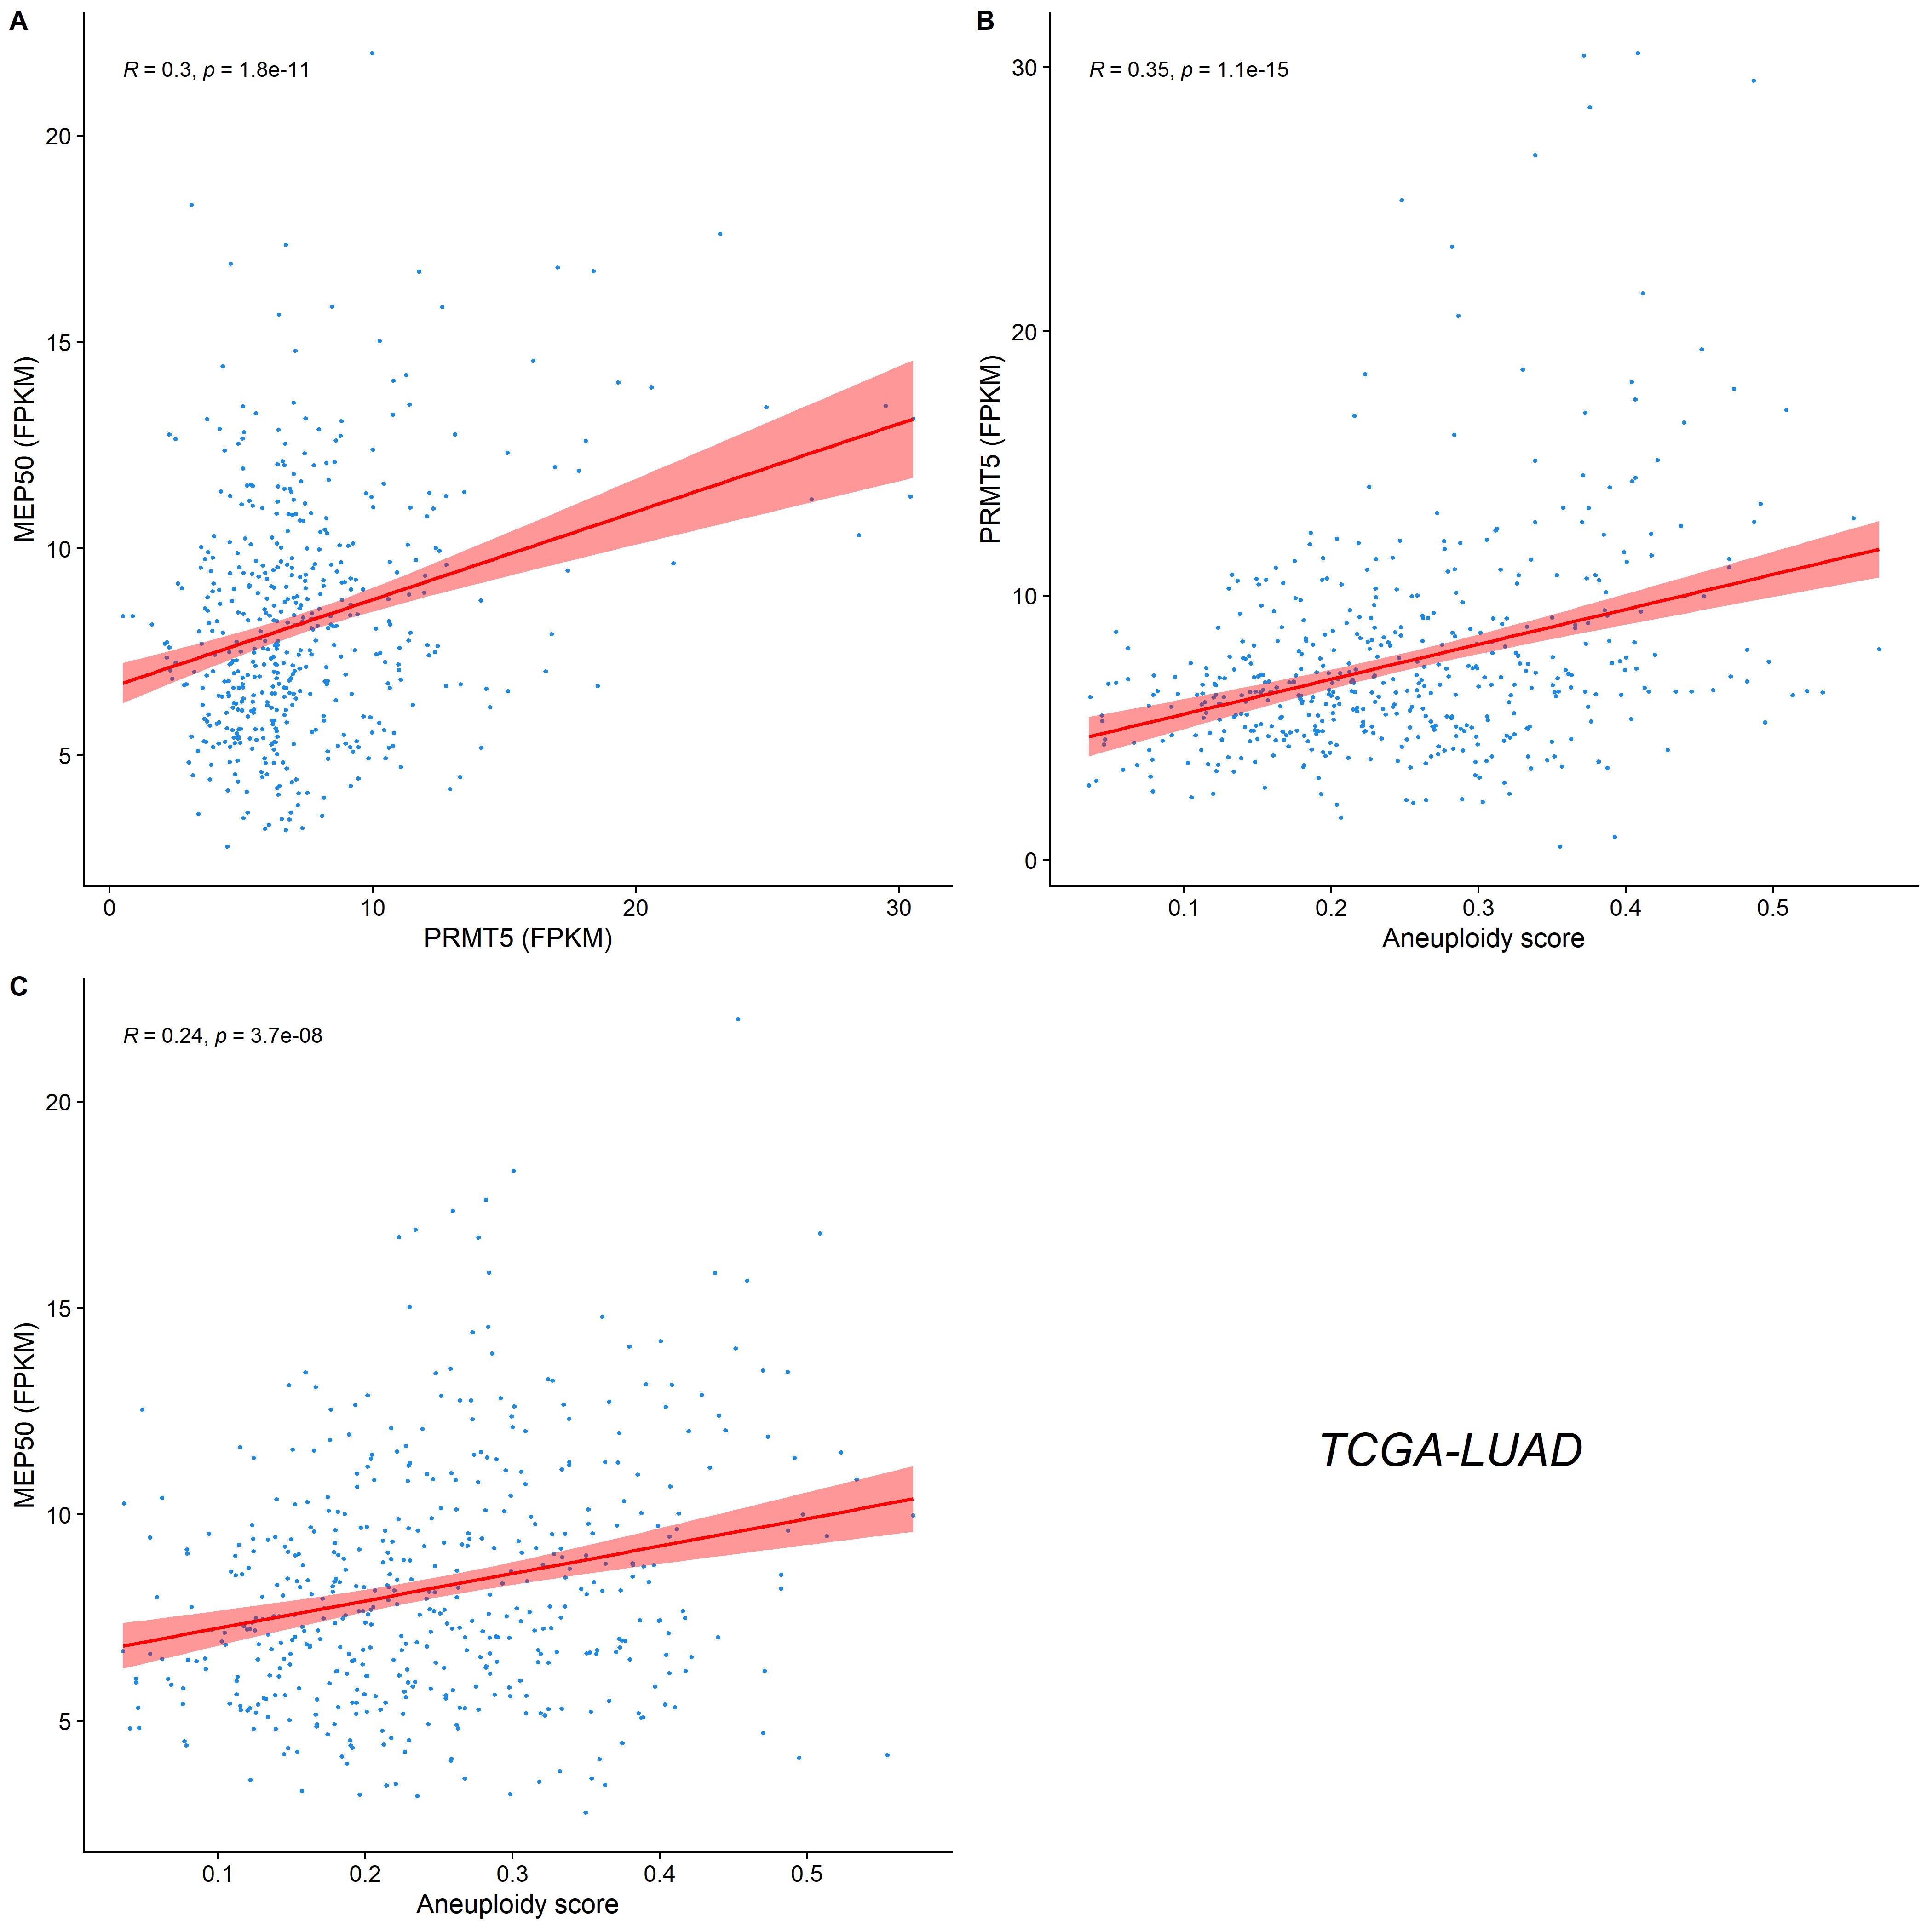 A
R = 0.3, p = 1.8e-11
20
15
10
5
MEP50 (FPKM)
0 10 20 30
PRMT5 (FPKM)
B
R = 0.35, p = 1.1e-15
30
20
10
0
PRMT5 (FPKM)
0.1 0.2 0.3 0.4 0.5
Aneuploidy score
C
R = 0.24, p = 3.7e-08
20
15
10
5
MEP50 (FPKM)
0.1 0.2 0.3 0.4 0.5
Aneuploidy score
TCGA-LUAD